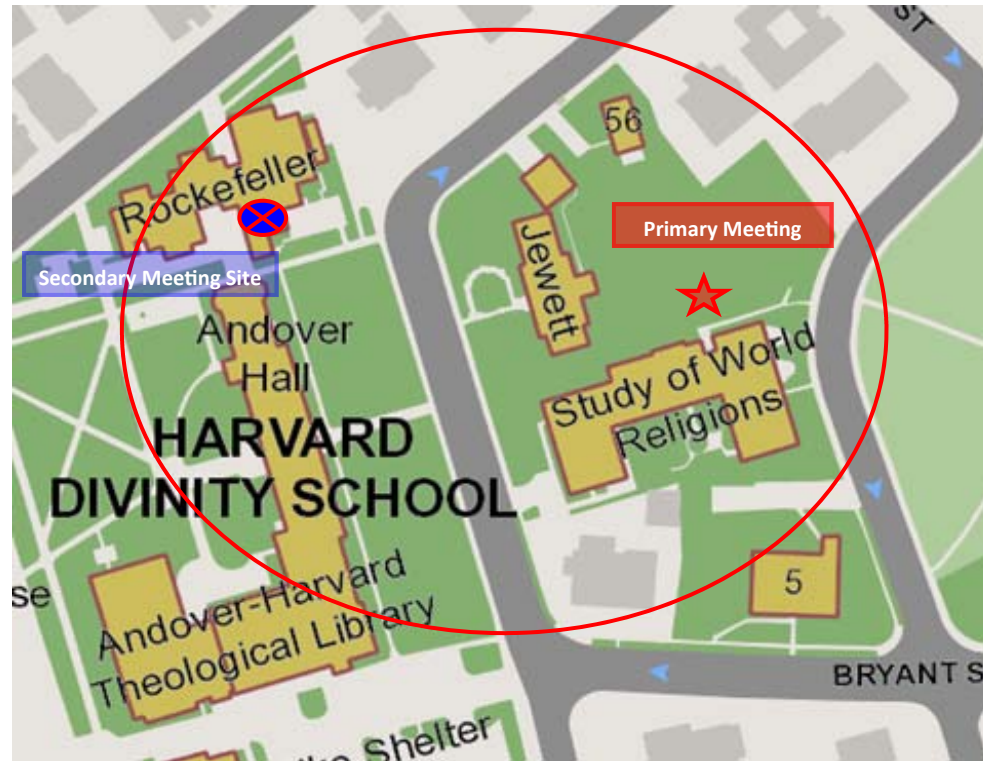 ST
56
Rockefeller
Primary Meeting
Jewett
Secondary Meeting Site
Andover
Hall
Study of World
Religions
HARVARD
DIVINITY SCHOOL
5
se
Andover-Harvard
Theological Library
BRYANT S
Shelter